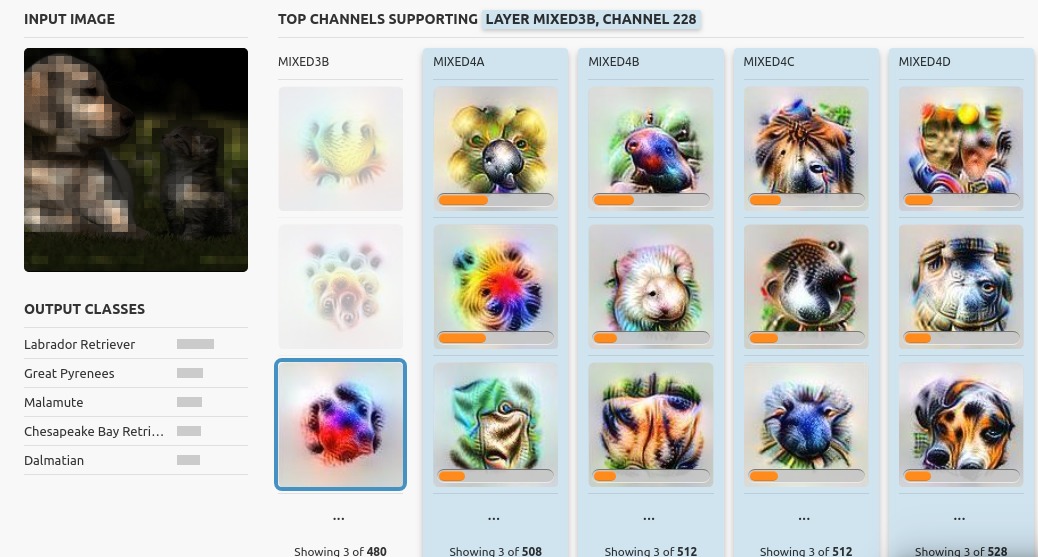 INPUT IMAGE
TOP CHANNELS SUPPORTING LAYER MIXED3B, CHANNEL 228
MIXED3B
MIXED4A
MIXED4B
MIXED4C
MIXED4D
OUTPUT CLASSES
Labrador Retriever
Great Pyrenees
Malamute
Chesapeake Bay Retri...
Dalmatian
...
...
...
...
...
Showing 3 of 480
Showing 3 of 508
Showing 3 of 512
Showing 3 of 512
Showing 3 of 528